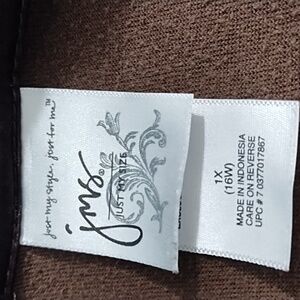 just my style. just for me™
jms®
JUST MY SIZE
1X
(16W)
MADE IN INDONESIA
CARE ON REVERSE
UPC # 7 0377017867